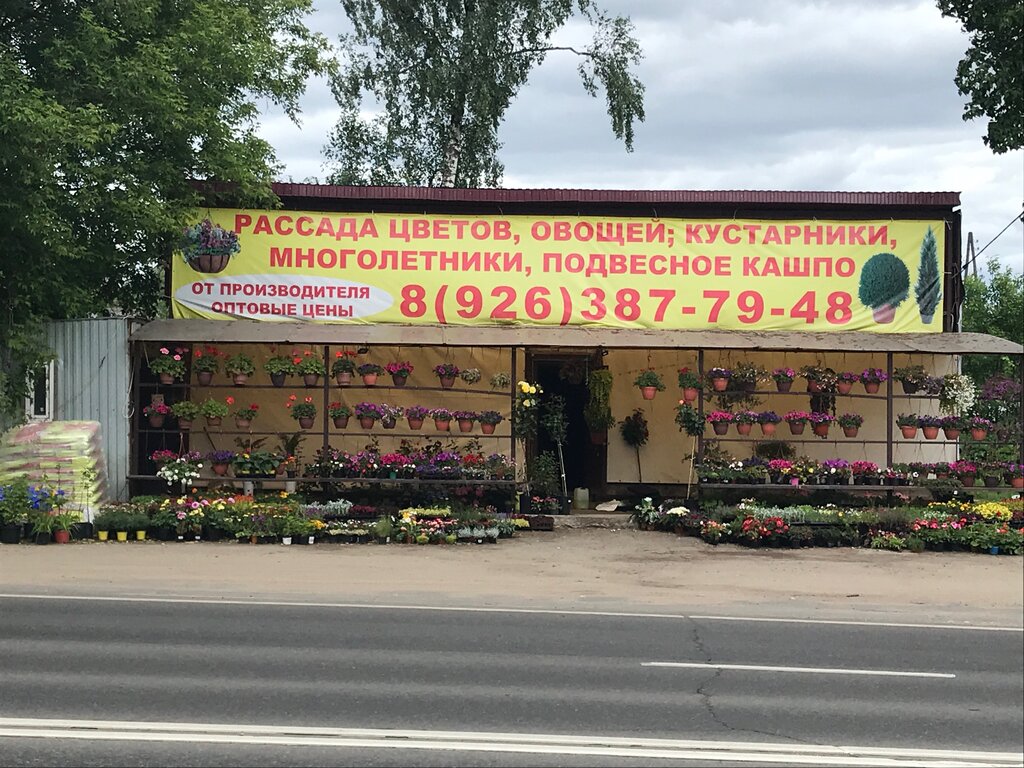 РАССАДА ЦВЕТОВ, ОВОЩЕЙ; КУСТАРНИКИ,
МНОГОЛЕТНИКИ, ПОДВЕСНОЕ КАШПО
ОТ ПРОИЗВОДИТЕЛЯ
ОПТОВЫЕ ЦЕНЫ
8(926)387-79-48